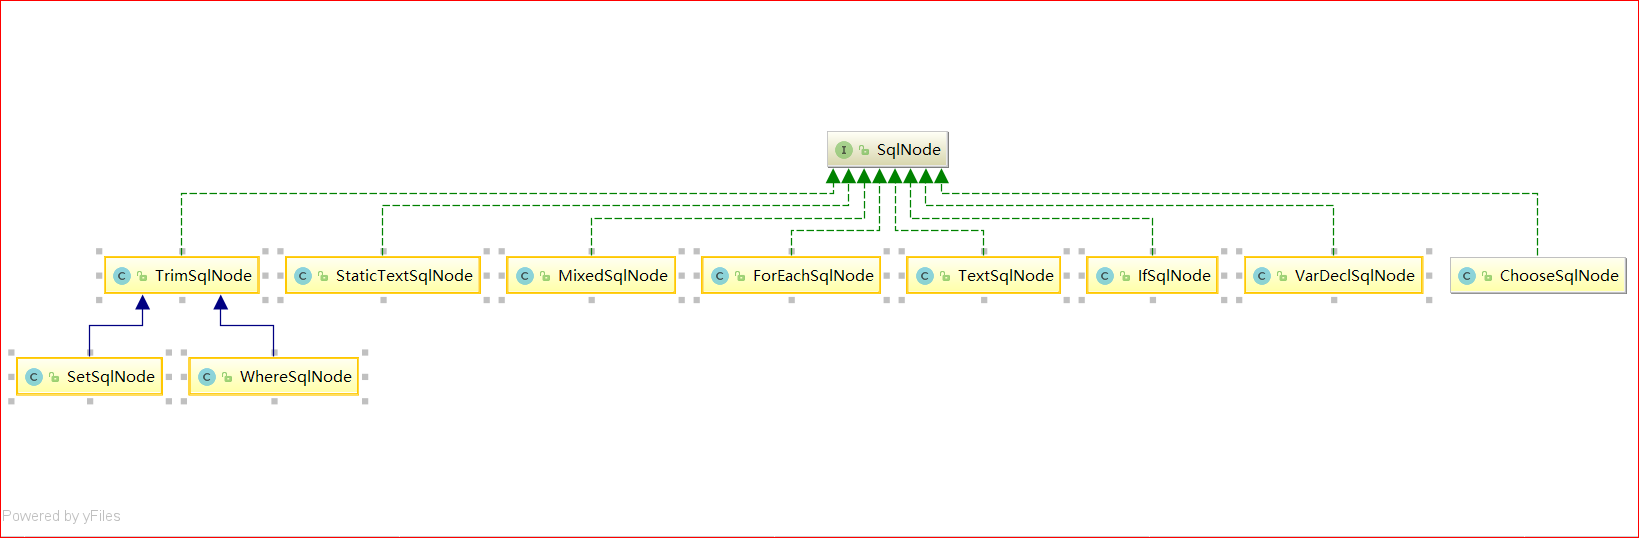 I SqlNode
C TrimSqlNode
C StaticTextSqlNode
C MixedSqlNode
C ForEachSqlNode
C TextSqlNode
C IfSqlNode
C VarDeclSqlNode
C ChooseSqlNode
C SetSqlNode
C WhereSqlNode
Powered by yFiles